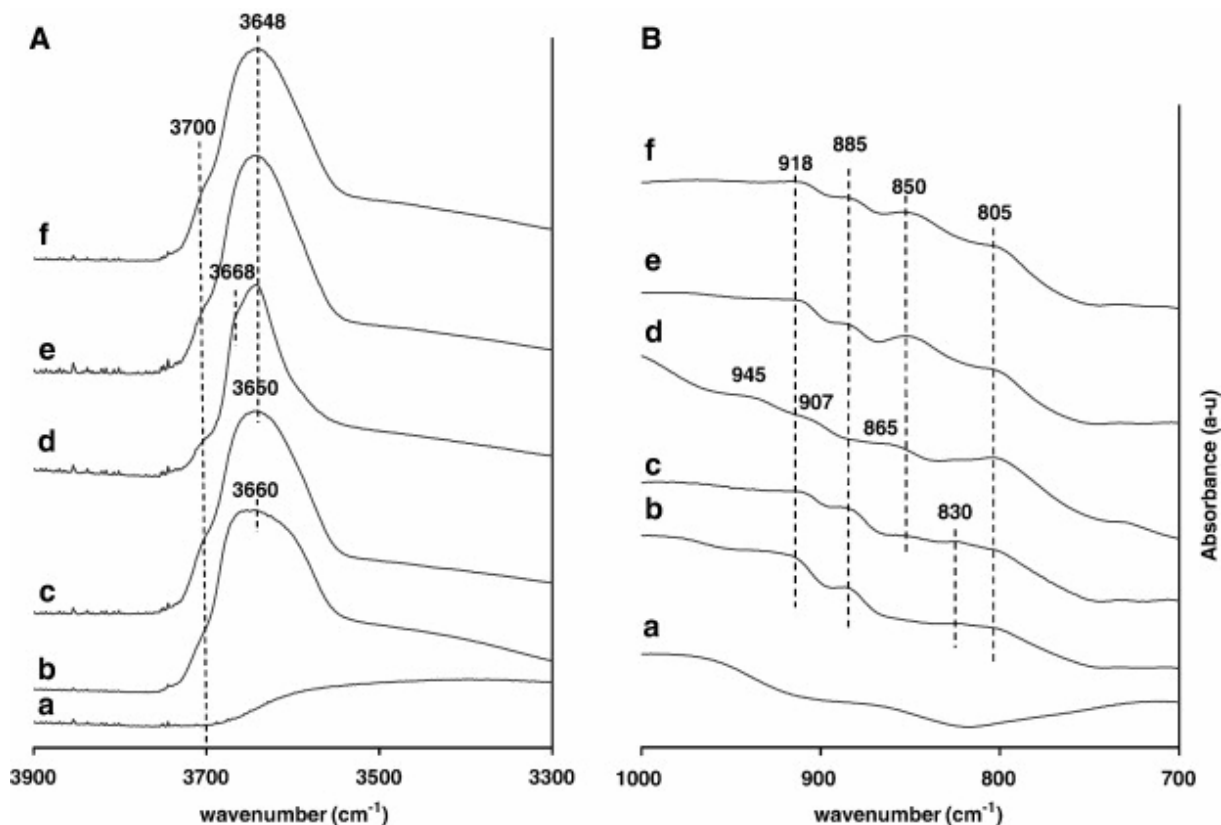 A
3648
3700
f
3668
e
3650
d
3660
c
b
a
3900
3700
3500
3300
wavenumber (cm-1)
B
918
885
850
805
f
e
d
945
907
865
c
830
b
a
1000
900
800
700
wavenumber (cm-1)
Absorbance (a-u)